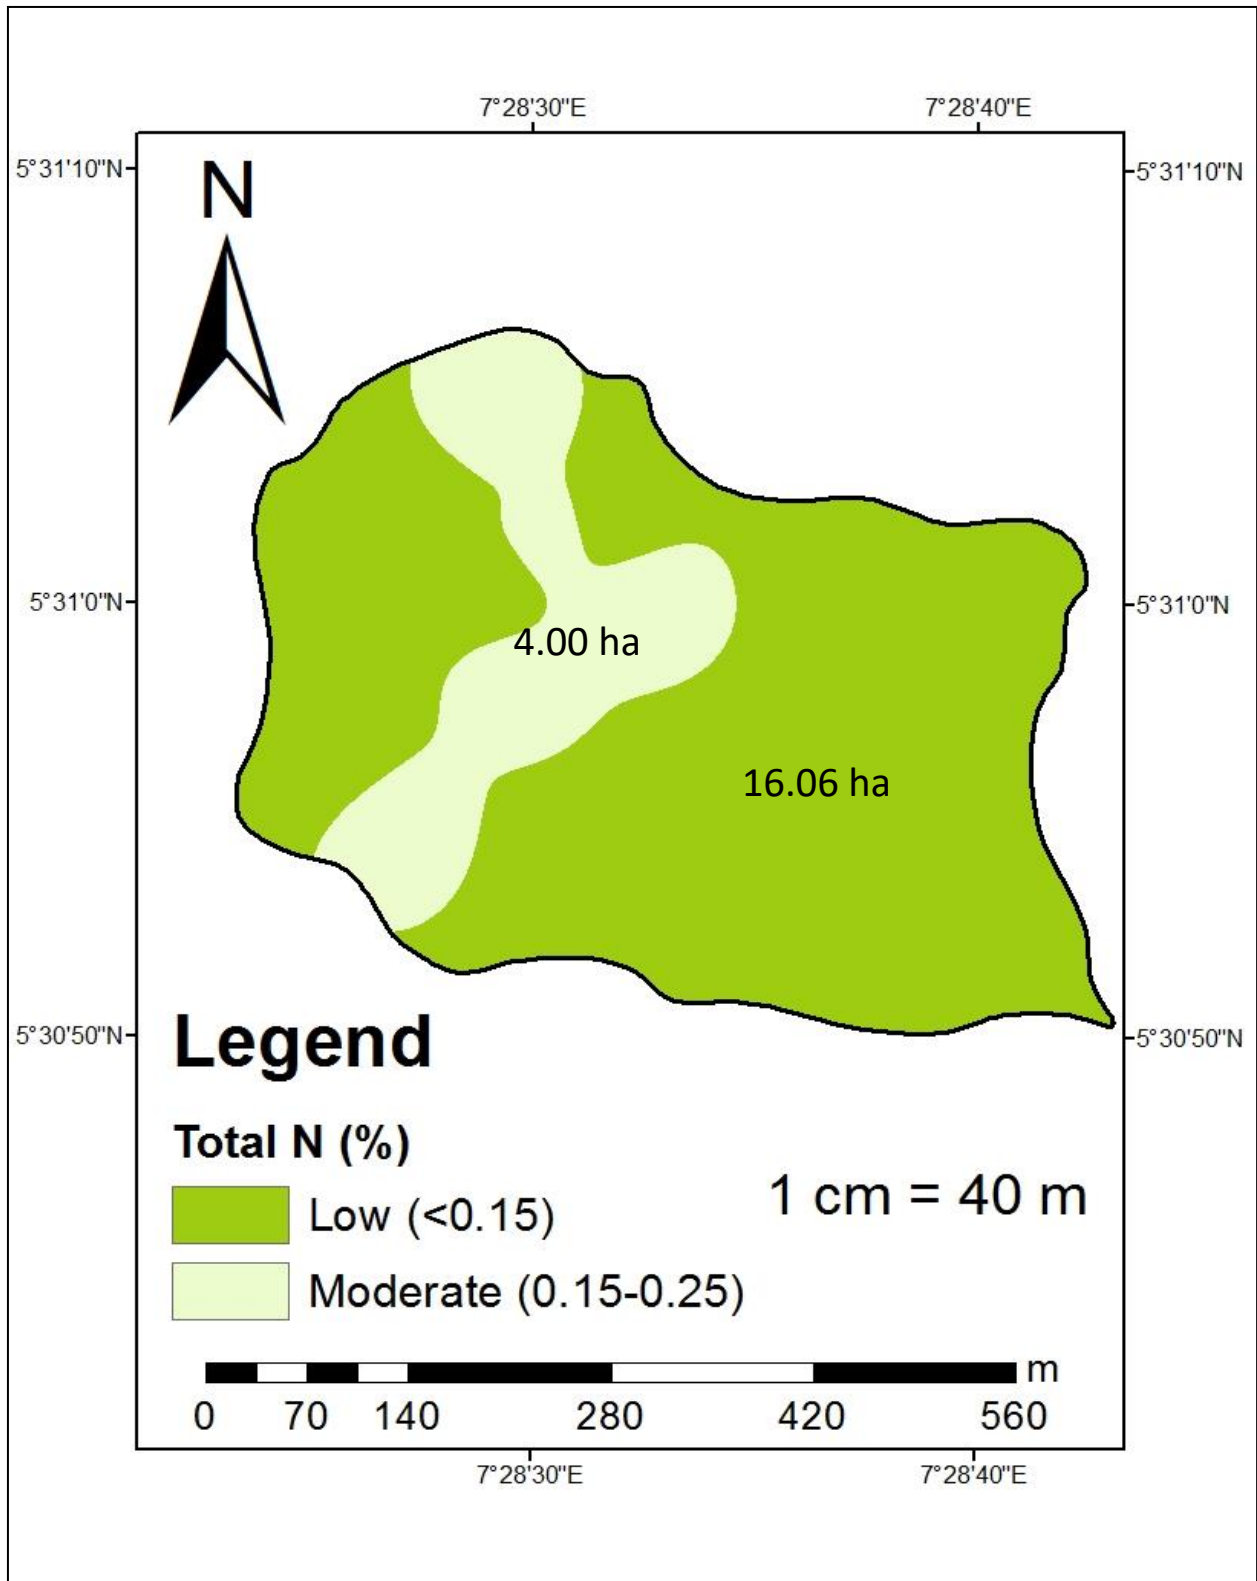 7°28'30"E 7°28'40"E
5°31'10"N 5°31'10"N
N
5°31'0"N 5°31'0"N
4.00 ha
16.06 ha
5°30'50"N 5°30'50"N
Legend
Total N (%)
Low (<0.15)
1 cm = 40 m
Moderate (0.15-0.25)
m
0 70 140 280 420 560
7°28'30"E 7°28'40"E